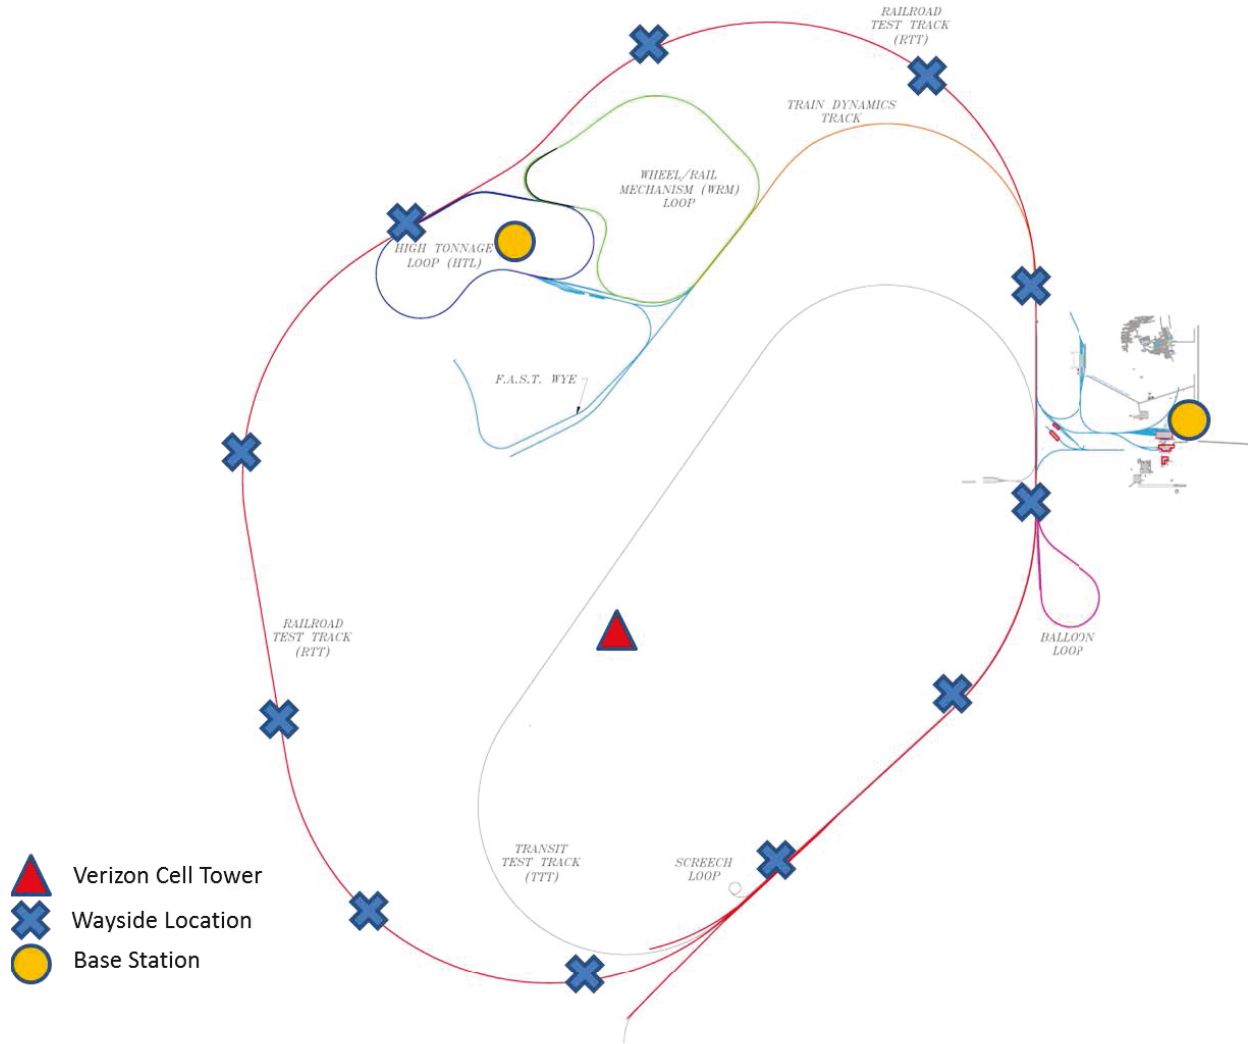 RAILROAD
TEST TRACK
(RTT)
TRAIN DYNAMICS
TRACK
WHEEL/RAIL
MECHANISM (WRM)
LOOP
HIGH TONNAGE
LOOP (HTL)
F.A.S.T. WYE
RAILROAD
TEST TRACK
(RTT)
BALLOON
LOOP
TRANSIT
TEST TRACK
(TTT)
SCREECH
LOOP
Verizon Cell Tower
Wayside Location
Base Station